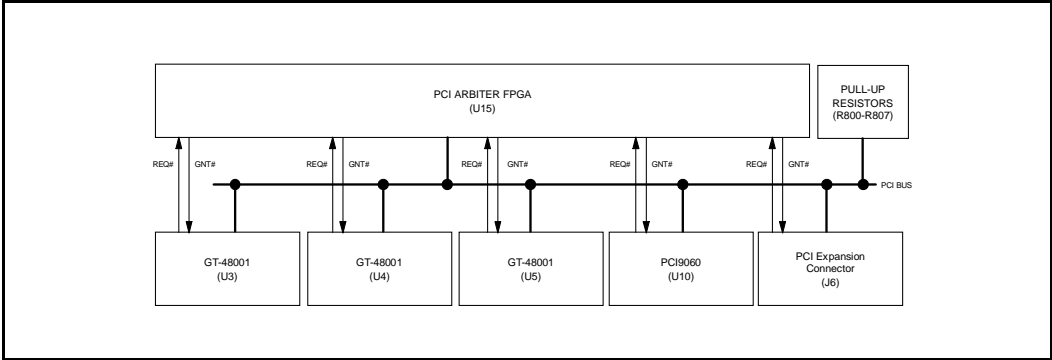 PCI ARBITER FPGA
(U15)
PULL-UP
RESISTORS
(R800-R807)
REQ#
GNT#
REQ#
GNT#
REQ#
GNT#
REQ#
GNT#
REQ#
GNT#
PCI BUS
GT-48001
(U3)
GT-48001
(U4)
GT-48001
(U5)
PCI9060
(U10)
PCI Expansion
Connector
(J6)